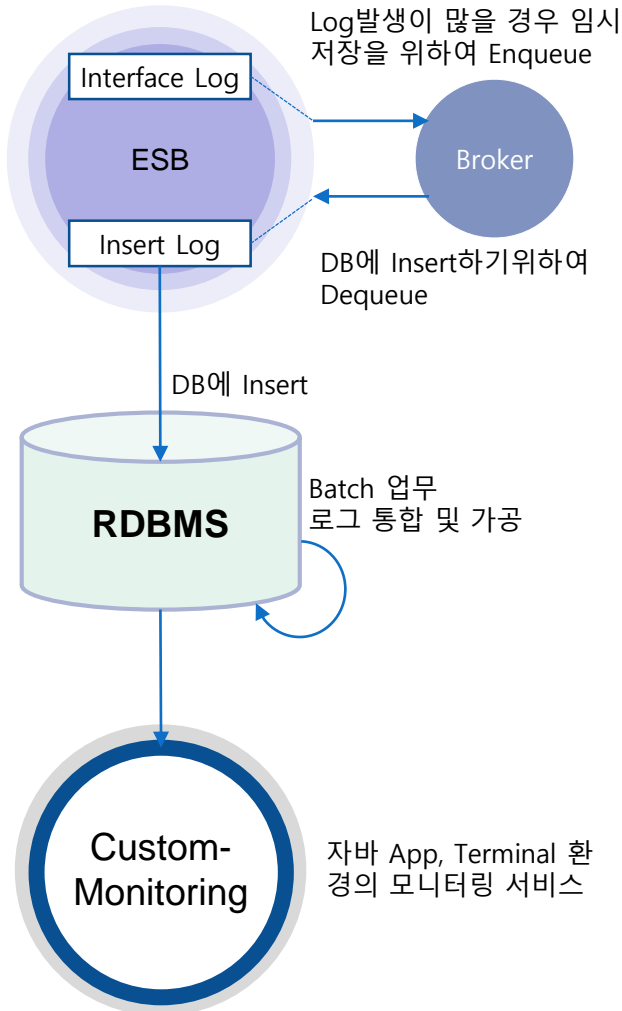 Log발생이 많을 경우 임시
저장을 위하여 Enqueue
Interface Log
ESB
Broker
Insert Log
DB에 Insert하기위하여
Dequeue
DB에 Insert
RDBMS
Batch 업무
로그 통합 및 가공
Custom-
Monitoring
자바 App, Terminal 환
경의 모니터링 서비스